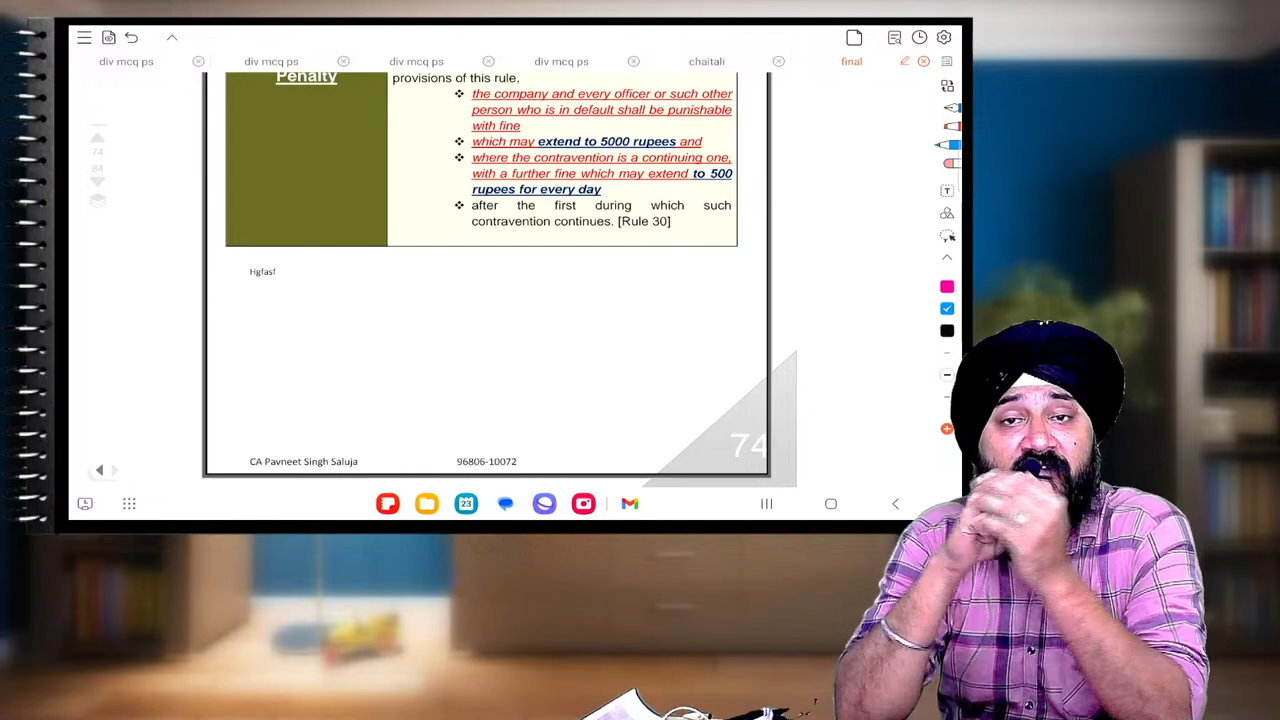 div mcq ps
div mcq ps
div mcq ps
div mcq ps
chaitali
final
74
84
Penalty
provisions of this rule,
❖ the company and every officer or such other
person who is in default shall be punishable
with fine
❖ which may extend to 5000 rupees and
❖ where the contravention is a continuing one,
with a further fine which may extend to 500
rupees for every day
❖ after the first during which such
contravention continues. [Rule 30]
Hgfasf
CA Pavneet Singh Saluja
96806-10072
74
T
23